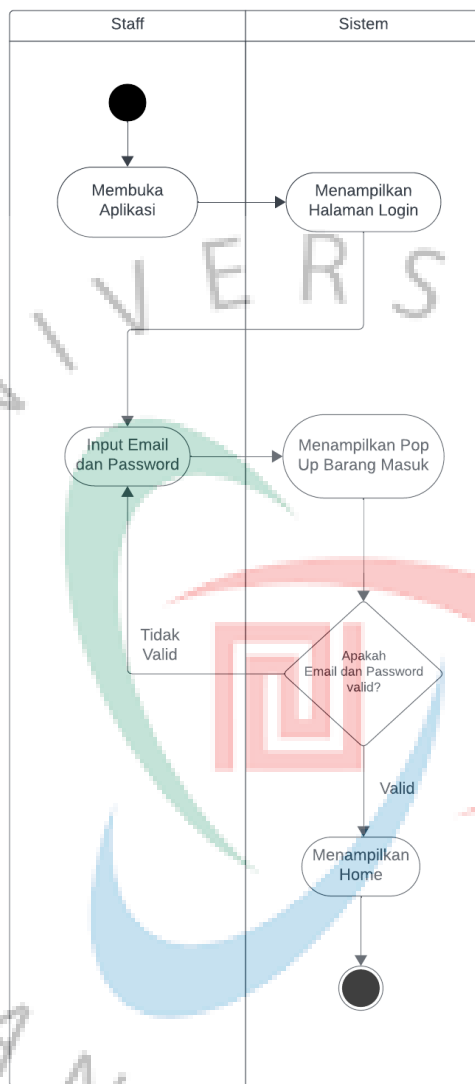 Staff
Sistem
Membuka
Aplikasi
Menampilkan
Halaman Login
IVERS
Input Email
dan Password
Menampilkan Pop
Up Barang Masuk
Tidak
Valid
Apakah
Email dan Password
valid?
Valid
Menampilkan
Home